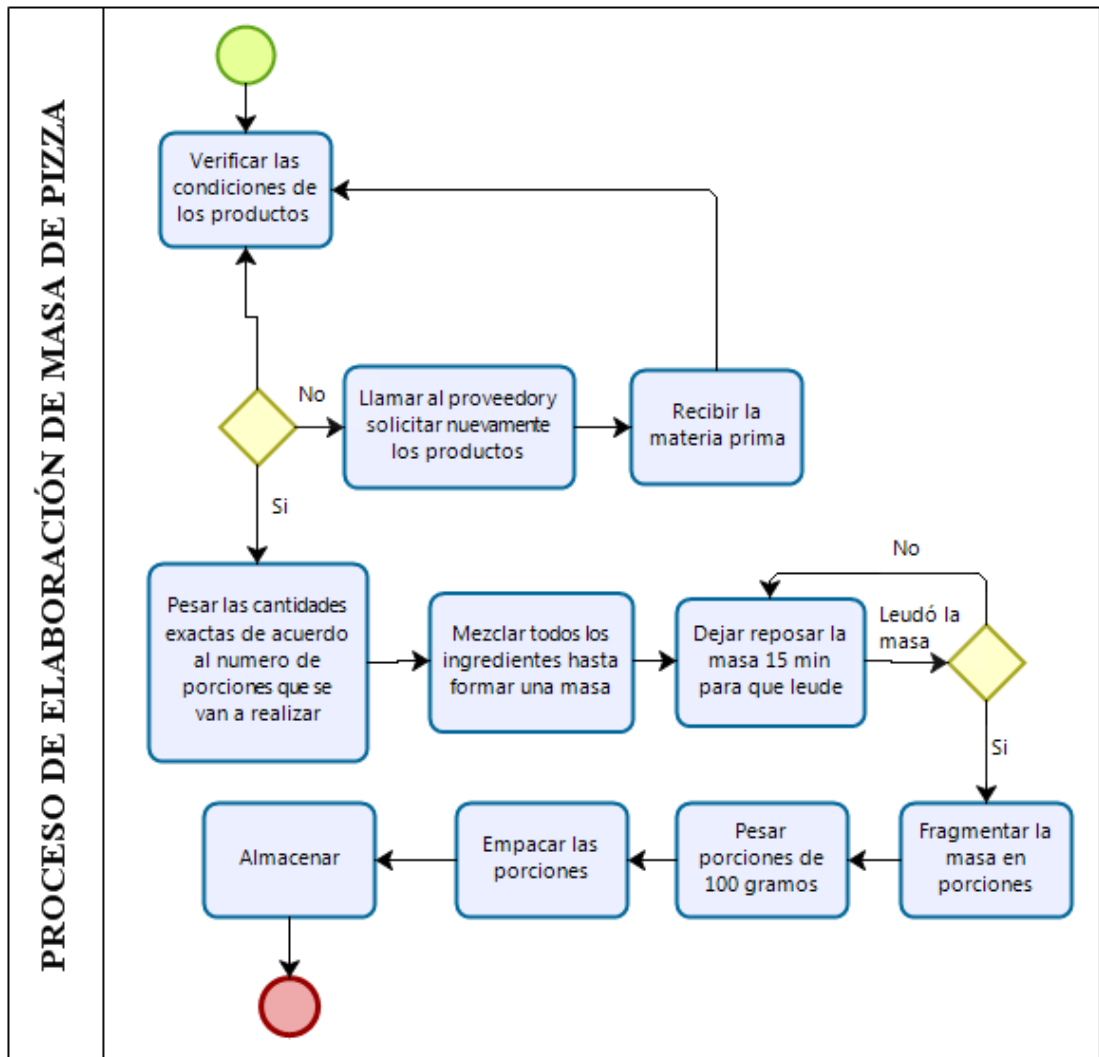 PROCESO DE ELABORACIÓN DE MASA DE PIZZA
Verificar las
condiciones de
los productos
No
Llamar al proveedory
solicitar nuevamente
los productos
Recibir la
materia prima
Si
Pesar las cantidades
exactas de acuerdo
al numero de
porciones que se
van a realizar
Mezclar todos los
ingredientes hasta
formar una masa
Dejar reposar la
masa 15 min
para que leude
No
Leudó la
masa
Si
Fragmentar la
masa en
porciones
Pesar
porciones de
100 gramos
Empacar las
porciones
Almacenar